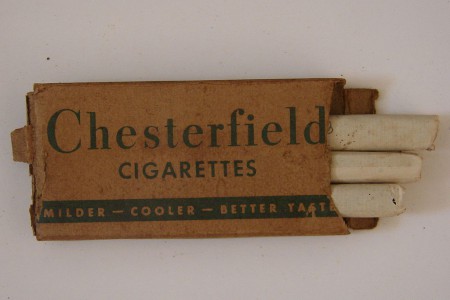 Chesterfield
CIGARETTES
MILDER — COOLER — BETTER TASTE